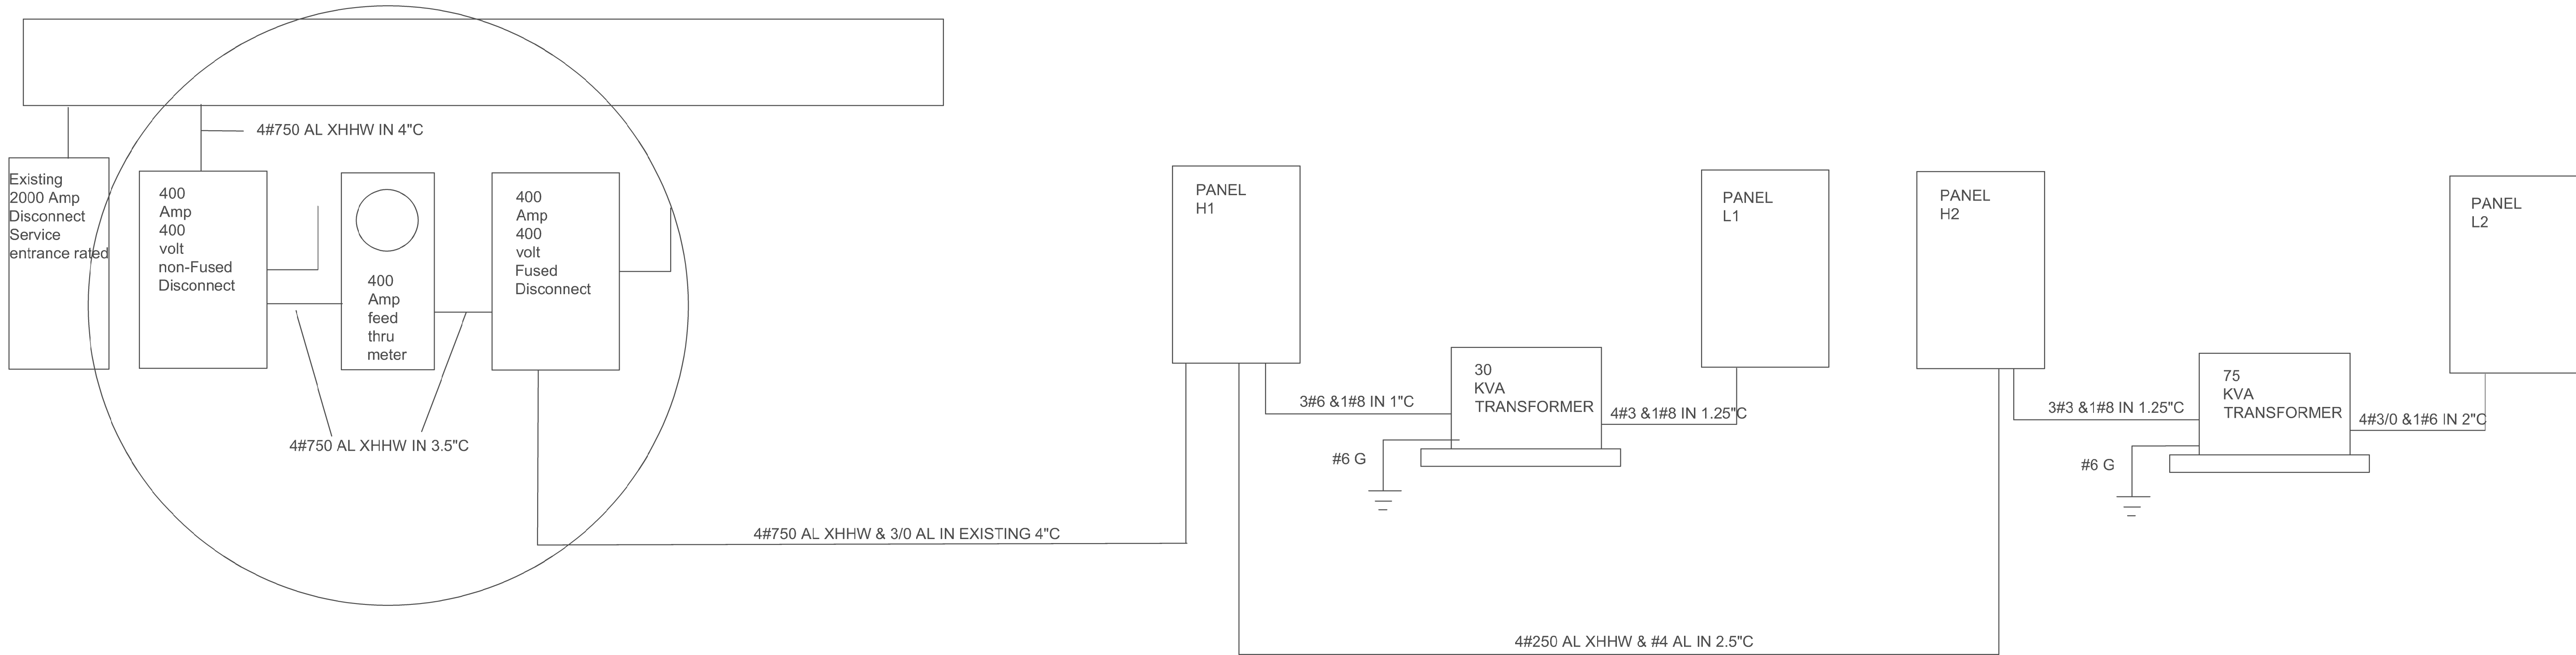 4#750 AL XHHW IN 4"C
Existing
2000 Amp
Disconnect
Service
entrance rated
400
Amp
400
volt
non-Fused
Disconnect
400
Amp
feed
thru
meter
400
Amp
400
volt
Fused
Disconnect
4#750 AL XHHW IN 3.5"C
4#750 AL XHHW & 3/0 AL IN EXISTING 4"C
PANEL
H1
3#6 &1#8 IN 1"C
30
KVA
TRANSFORMER
#6 G
4#3 &1#8 IN 1.25"C
PANEL
L1
4#250 AL XHHW & #4 AL IN 2.5"C
PANEL
H2
3#3 &1#8 IN 1.25"C
75
KVA
TRANSFORMER
#6 G
4#3/0 &1#6 IN 2"C
PANEL
L2